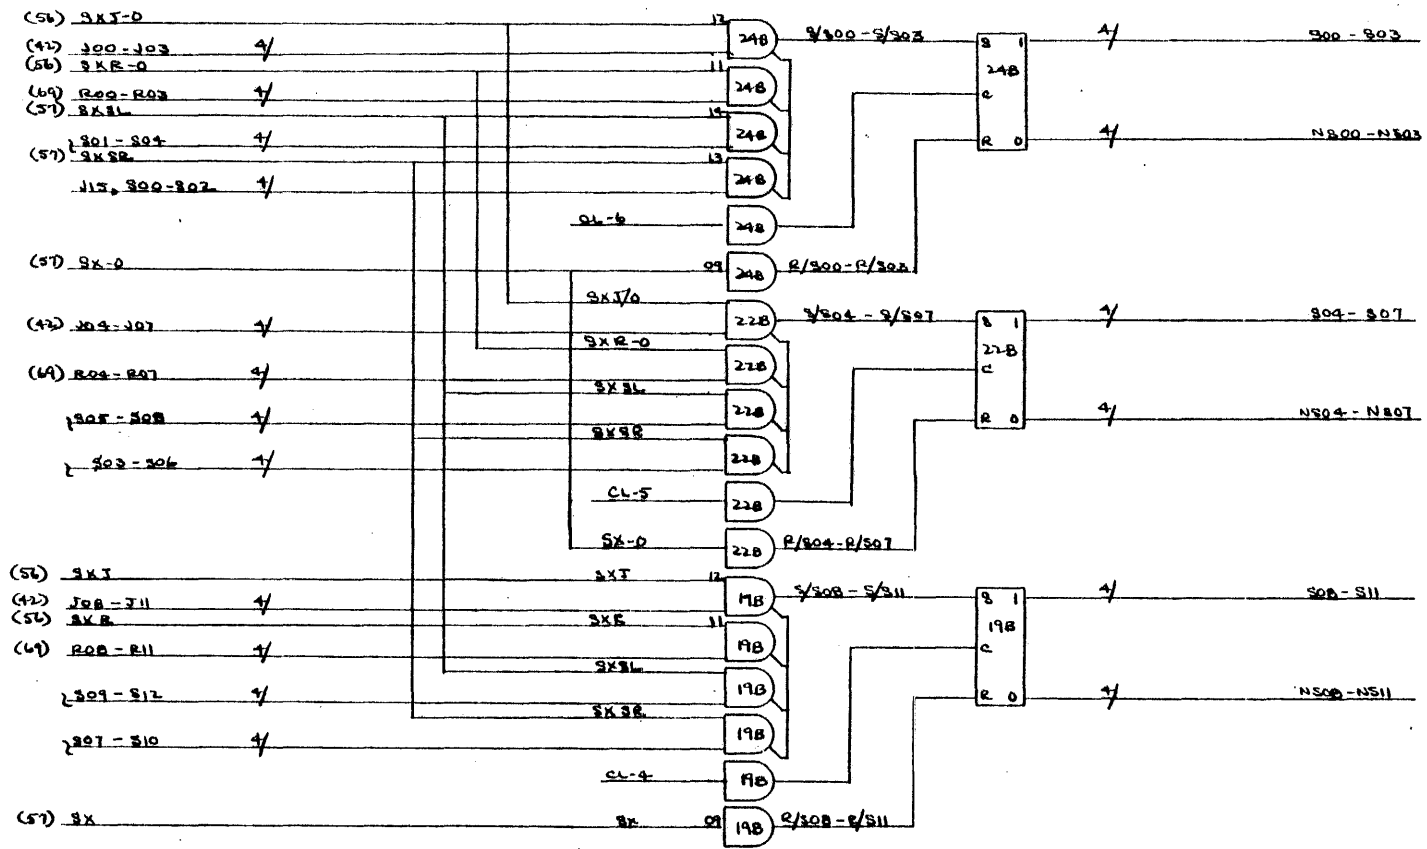 (56) SXJ-0 12 24B S/S00-S/S03 4/ S00-S03
(42) J00-J03 4/
S 1
24B
C
R 0
(56) SXR-0 11 24B
(69) R00-R03 4/
(57) SXSL 14 24B
S01-S04 4/
4/ NS00-NS03
(57) SXSR 13 24B
J15, S00-S02 4/
CL-6 24B
(57) SX-0 09 24B R/S00-R/S03
SXJ/0 22B S/S04-S/S07 4/ S04-S07
(42) J04-J07 4/
S 1
22B
C
R 0
SXR-0 22B
(69) R04-R07 4/
SXSL 22B
S05-S08 4/
4/ NS04-NS07
SXSR 22B
S03-S06 4/
CL-5 22B
SX-0 22B R/S04-R/S07
(56) SXJ SXJ 12 19B S/S08-S/S11 4/ S08-S11
(42) J08-J11 4/
S 1
19B
C
R 0
(56) SXR SXR 11 19B
(69) R08-R11 4/
SXSL 19B
S09-S12 4/
4/ NS08-NS11
SXSR 19B
S07-S10 4/
CL-4 19B
(57) SX SX 09 19B R/S08-R/S11